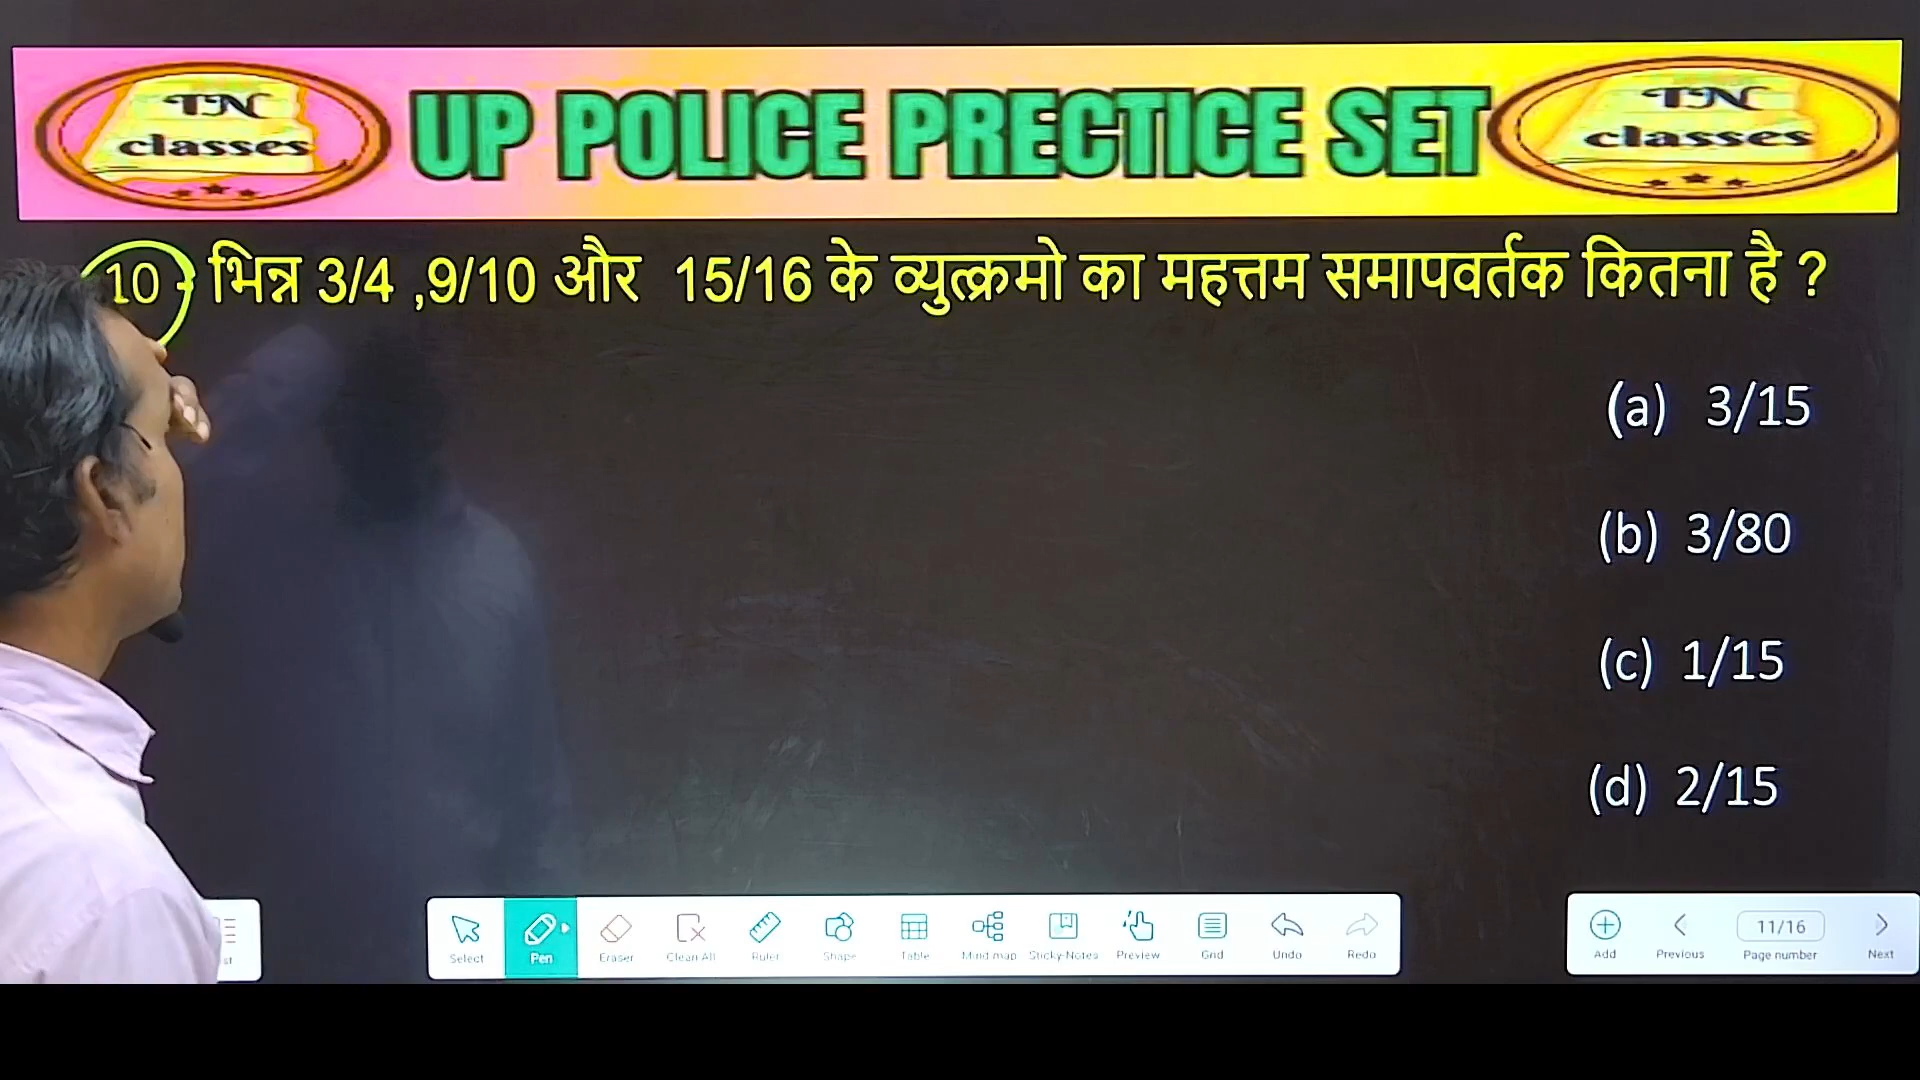 TN
classes
UP POLICE PRECTICE SET
TN
classes
10 - भिन्न 3/4 ,9/10 और 15/16 के व्युत्क्रमो का महत्तम समापवर्तक कितना है ?
(a) 3/15
(b) 3/80
(c) 1/15
(d) 2/15
Select Pen Eraser Clean All Ruler Shape Table Mind map Sticky-Notes Preview Grid Undo Redo
11/16
Add Previous Page number Next